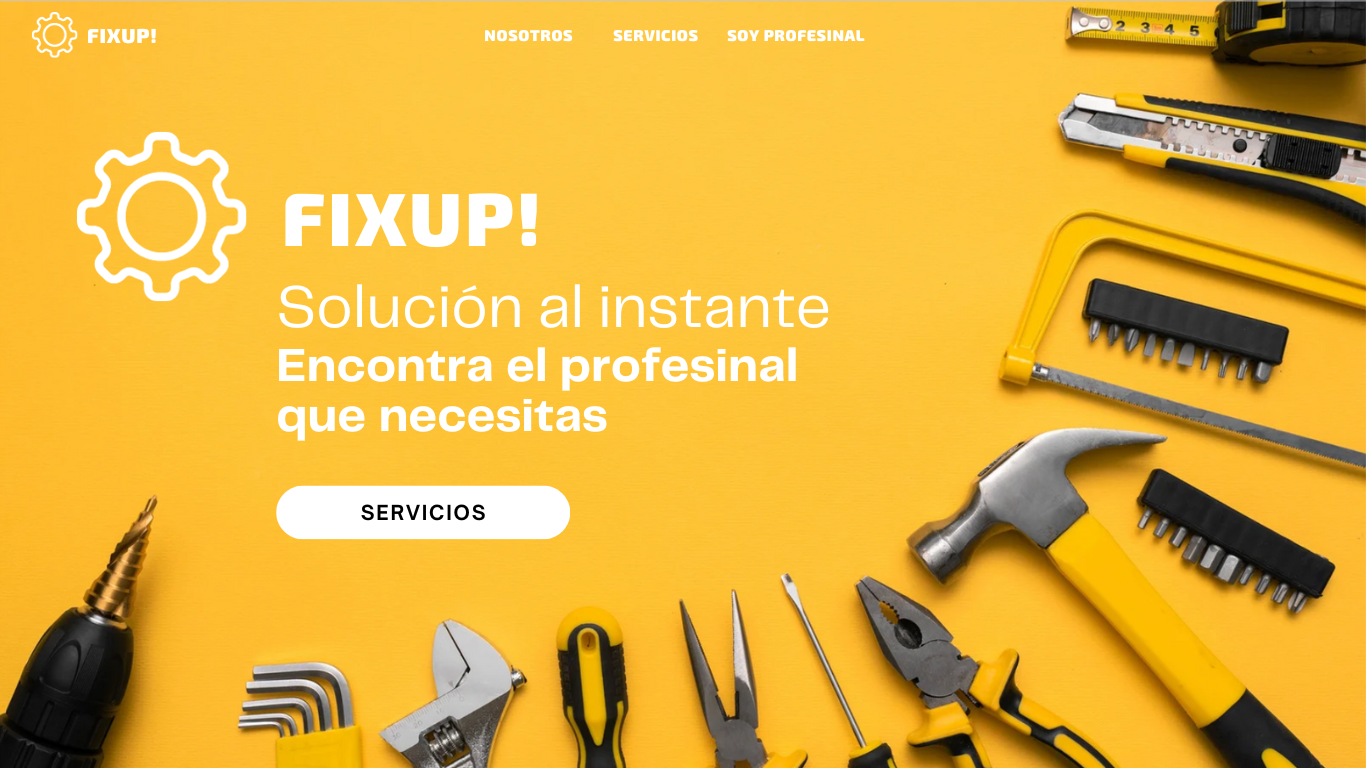 FIXUP!
NOSOTROS SERVICIOS SOY PROFESINAL
2 3 4 5
FIXUP!
Solución al instante
Encontra el profesinal
que necesitas
SERVICIOS